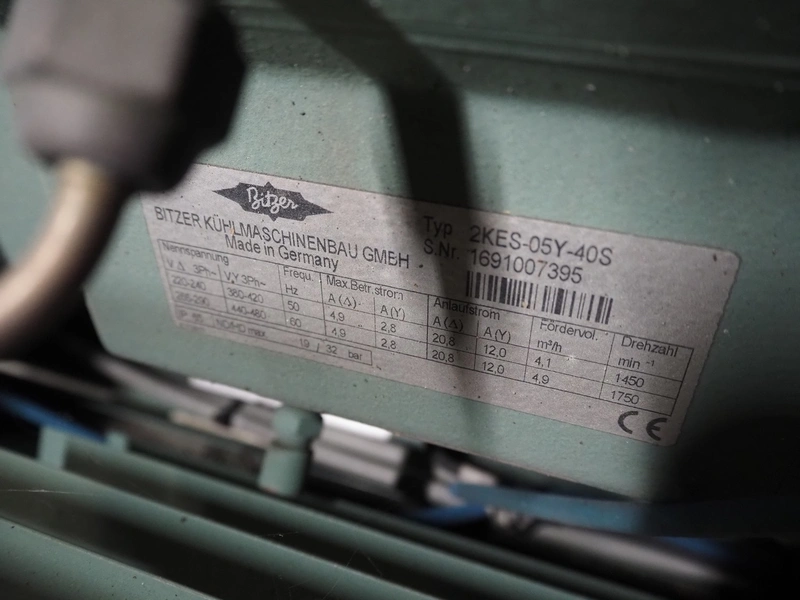 Bitzer
BITZER KÜHLMASCHINENBAU GMBH
Made in Germany
Typ 2KES-05Y-40S
S.Nr. 1691007395
Nennspannung Frequ. Max.Betr.strom Anlaufstrom Fördervol. Drehzahl
V Δ 3Ph~ V,Y,3Ph~ Hz A (Δ) A (Y) A (Δ) A (Y) m³/h min -1
220-240 380-420 50 4,9 2,8 20,8 12,0 4,1 1450
265-290 440-480 60 4,9 2,8 20,8 12,0 4,9 1750
ND/HD max 19 / 32 bar
CE